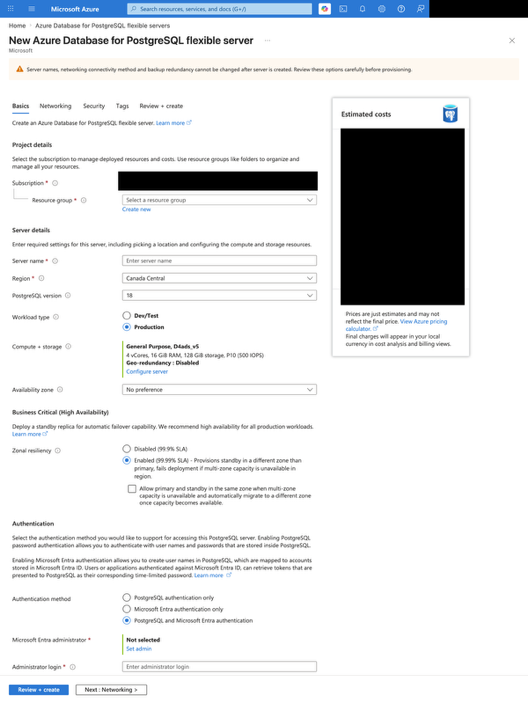 Microsoft Azure
Search resources, services, and docs (G+/)
Home > Azure Database for PostgreSQL flexible servers
New Azure Database for PostgreSQL flexible server ...
Microsoft
Server names, networking connectivity method and backup redundancy cannot be changed after server is created. Review these options carefully before provisioning.
Basics Networking Security Tags Review + create
Create an Azure Database for PostgreSQL flexible server. Learn more
Project details
Select the subscription to manage deployed resources and costs. Use resource groups like folders to organize and
manage all your resources.
Subscription *
Resource group *
Select a resource group
Create new
Server details
Enter required settings for this server, including picking a location and configuring the compute and storage resources.
Server name *
Enter server name
Region *
Canada Central
PostgreSQL version
18
Workload type
Dev/Test
Production
Compute + storage
General Purpose, D4ads_v5
4 vCores, 16 GiB RAM, 128 GiB storage, P10 (500 IOPS)
Geo-redundancy : Disabled
Configure server
Availability zone
No preference
Business Critical (High Availability)
Deploy a standby replica for automatic failover capability. We recommend high availability for all production workloads.
Learn more
Zonal resiliency
Disabled (99.9% SLA)
Enabled (99.99% SLA) - Provisions standby in a different zone than
primary, fails deployment if multi-zone capacity is unavailable in
region.
Allow primary and standby in the same zone when multi-zone
capacity is unavailable and automatically migrate to a different zone
once capacity becomes available.
Authentication
Select the authentication method you would like to support for accessing this PostgreSQL server. Enabling PostgreSQL
password authentication allows you to authenticate with user names and passwords that are stored inside PostgreSQL.
Enabling Microsoft Entra authentication allows you to create user names in PostgreSQL, which are mapped to accounts
stored in Microsoft Entra ID. Users or applications authenticated against Microsoft Entra ID, can retrieve tokens that are
presented to PostgreSQL as their corresponding time-limited password. Learn more
Authentication method
PostgreSQL authentication only
Microsoft Entra authentication only
PostgreSQL and Microsoft Entra authentication
Microsoft Entra administrator *
Not selected
Set admin
Administrator login *
Enter administrator login
Review + create
Next : Networking >
Estimated costs
Prices are just estimates and may not
reflect the final price. View Azure pricing
calculator.
Final charges will appear in your local
currency in cost analysis and billing views.